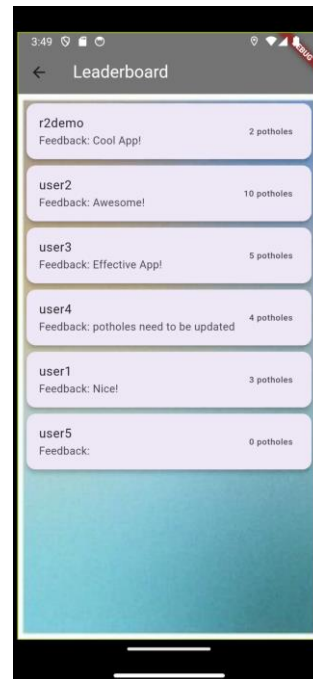 3:49
DEBUG
Leaderboard
r2demo
Feedback: Cool App!
2 potholes
user2
Feedback: Awesome!
10 potholes
user3
Feedback: Effective App!
5 potholes
user4
Feedback: potholes need to be updated
4 potholes
user1
Feedback: Nice!
3 potholes
user5
Feedback:
0 potholes